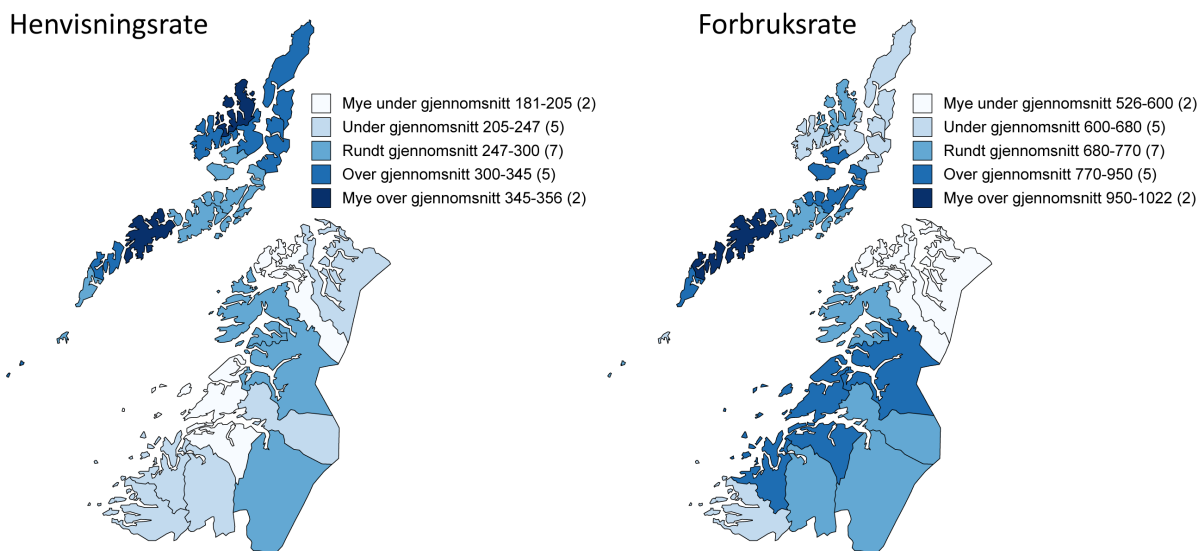 Henvisningsrate
Mye under gjennomsnitt 181-205 (2)
Under gjennomsnitt 205-247 (5)
Rundt gjennomsnitt 247-300 (7)
Over gjennomsnitt 300-345 (5)
Mye over gjennomsnitt 345-356 (2)
Forbruksrate
Mye under gjennomsnitt 526-600 (2)
Under gjennomsnitt 600-680 (5)
Rundt gjennomsnitt 680-770 (7)
Over gjennomsnitt 770-950 (5)
Mye over gjennomsnitt 950-1022 (2)